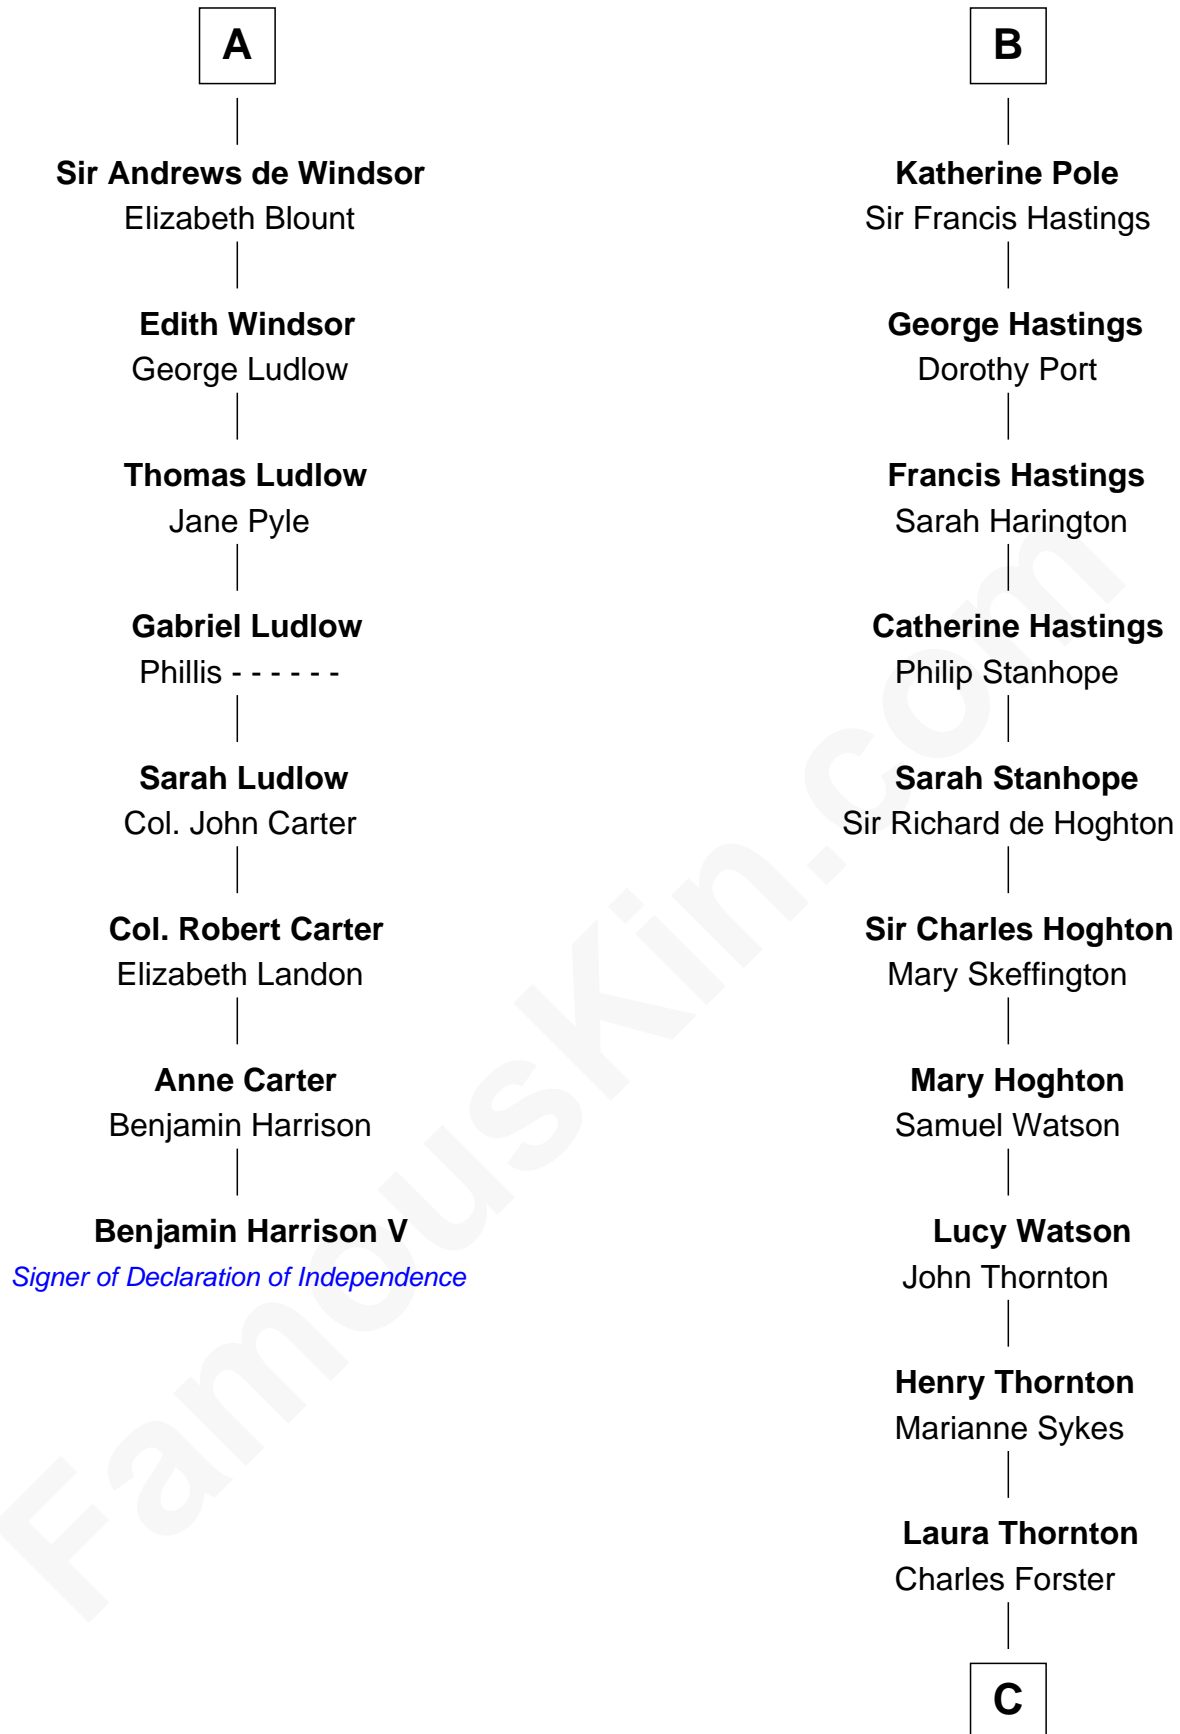 A
Sir Andrews de Windsor
Elizabeth Blount
Edith Windsor
George Ludlow
Thomas Ludlow
Jane Pyle
Gabriel Ludlow
Phillis - - - - - -
Sarah Ludlow
Col. John Carter
Col. Robert Carter
Elizabeth Landon
Anne Carter
Benjamin Harrison
Benjamin Harrison V
Signer of Declaration of Independence
B
Katherine Pole
Sir Francis Hastings
George Hastings
Dorothy Port
Francis Hastings
Sarah Harington
Catherine Hastings
Philip Stanhope
Sarah Stanhope
Sir Richard de Hoghton
Sir Charles Hoghton
Mary Skeffington
Mary Hoghton
Samuel Watson
Lucy Watson
John Thornton
Henry Thornton
Marianne Sykes
Laura Thornton
Charles Forster
C
FamousKin.com